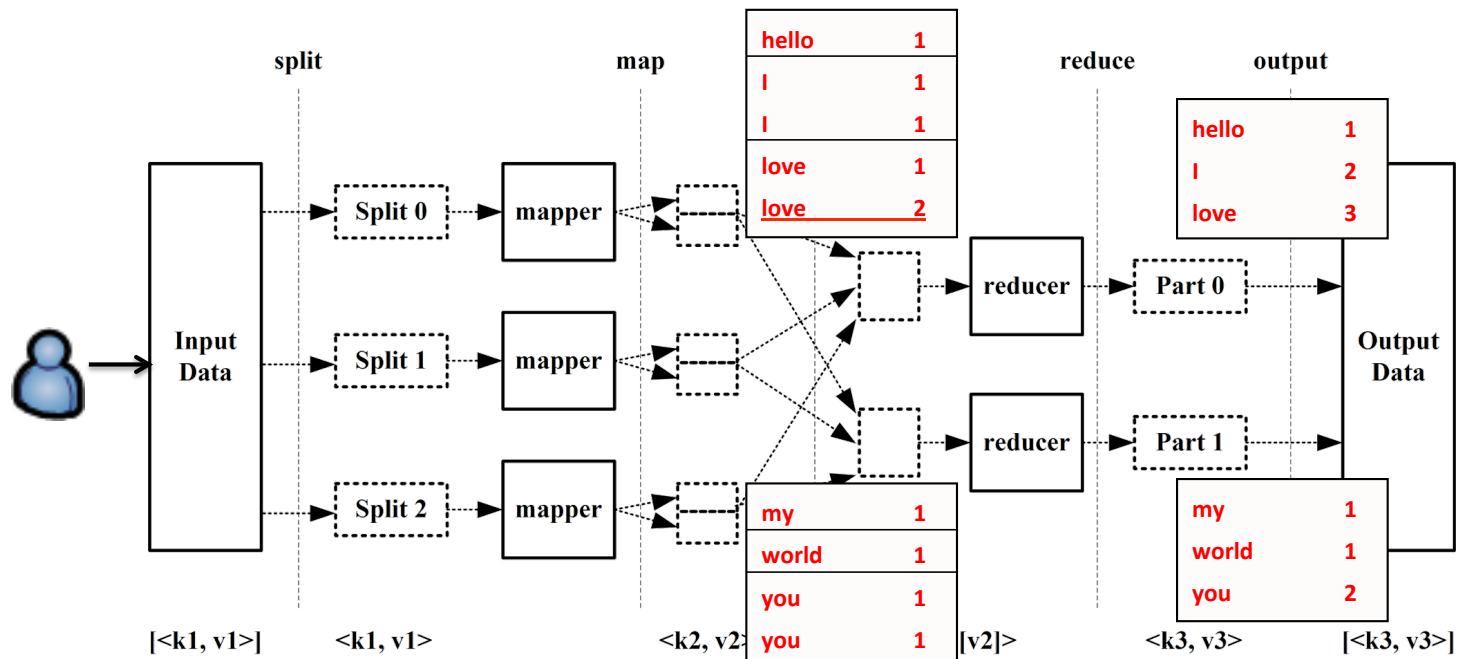 split
map
reduce
output
hello 1
I 1
I 1
love 1
love 2
hello 1
I 2
love 3
Input
Data
Split 0
mapper
Split 1
mapper
Split 2
mapper
reducer
Part 0
reducer
Part 1
Output
Data
my 1
world 1
you 1
you 1
my 1
world 1
you 2
[<k1, v1>]
<k1, v1>
<k2, v2
[v2]>
<k3, v3>
[<k3, v3>]